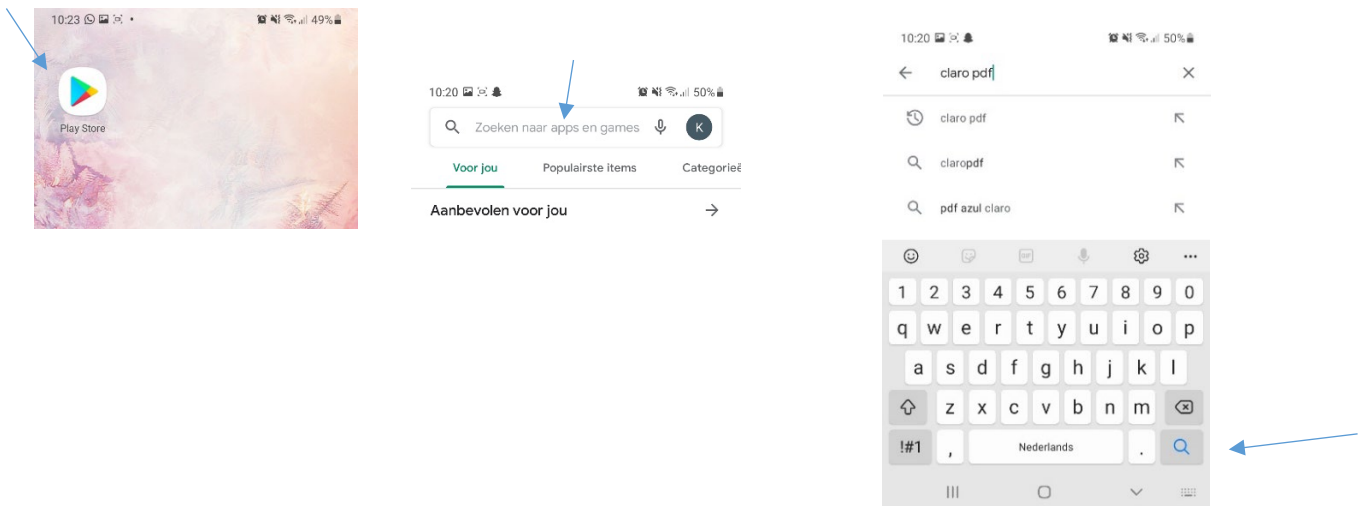 10:23 49%
Play Store
10:20 50%
Zoeken naar apps en games K
Voor jou Populairste items Categorieë
Aanbevolen voor jou
10:20 50%
claro pdf
claro pdf
claropdf
pdf azul claro
GIF
1 2 3 4 5 6 7 8 9 0
q w e r t y u i o p
a s d f g h j k l
z x c v b n m
!#1 , Nederlands .